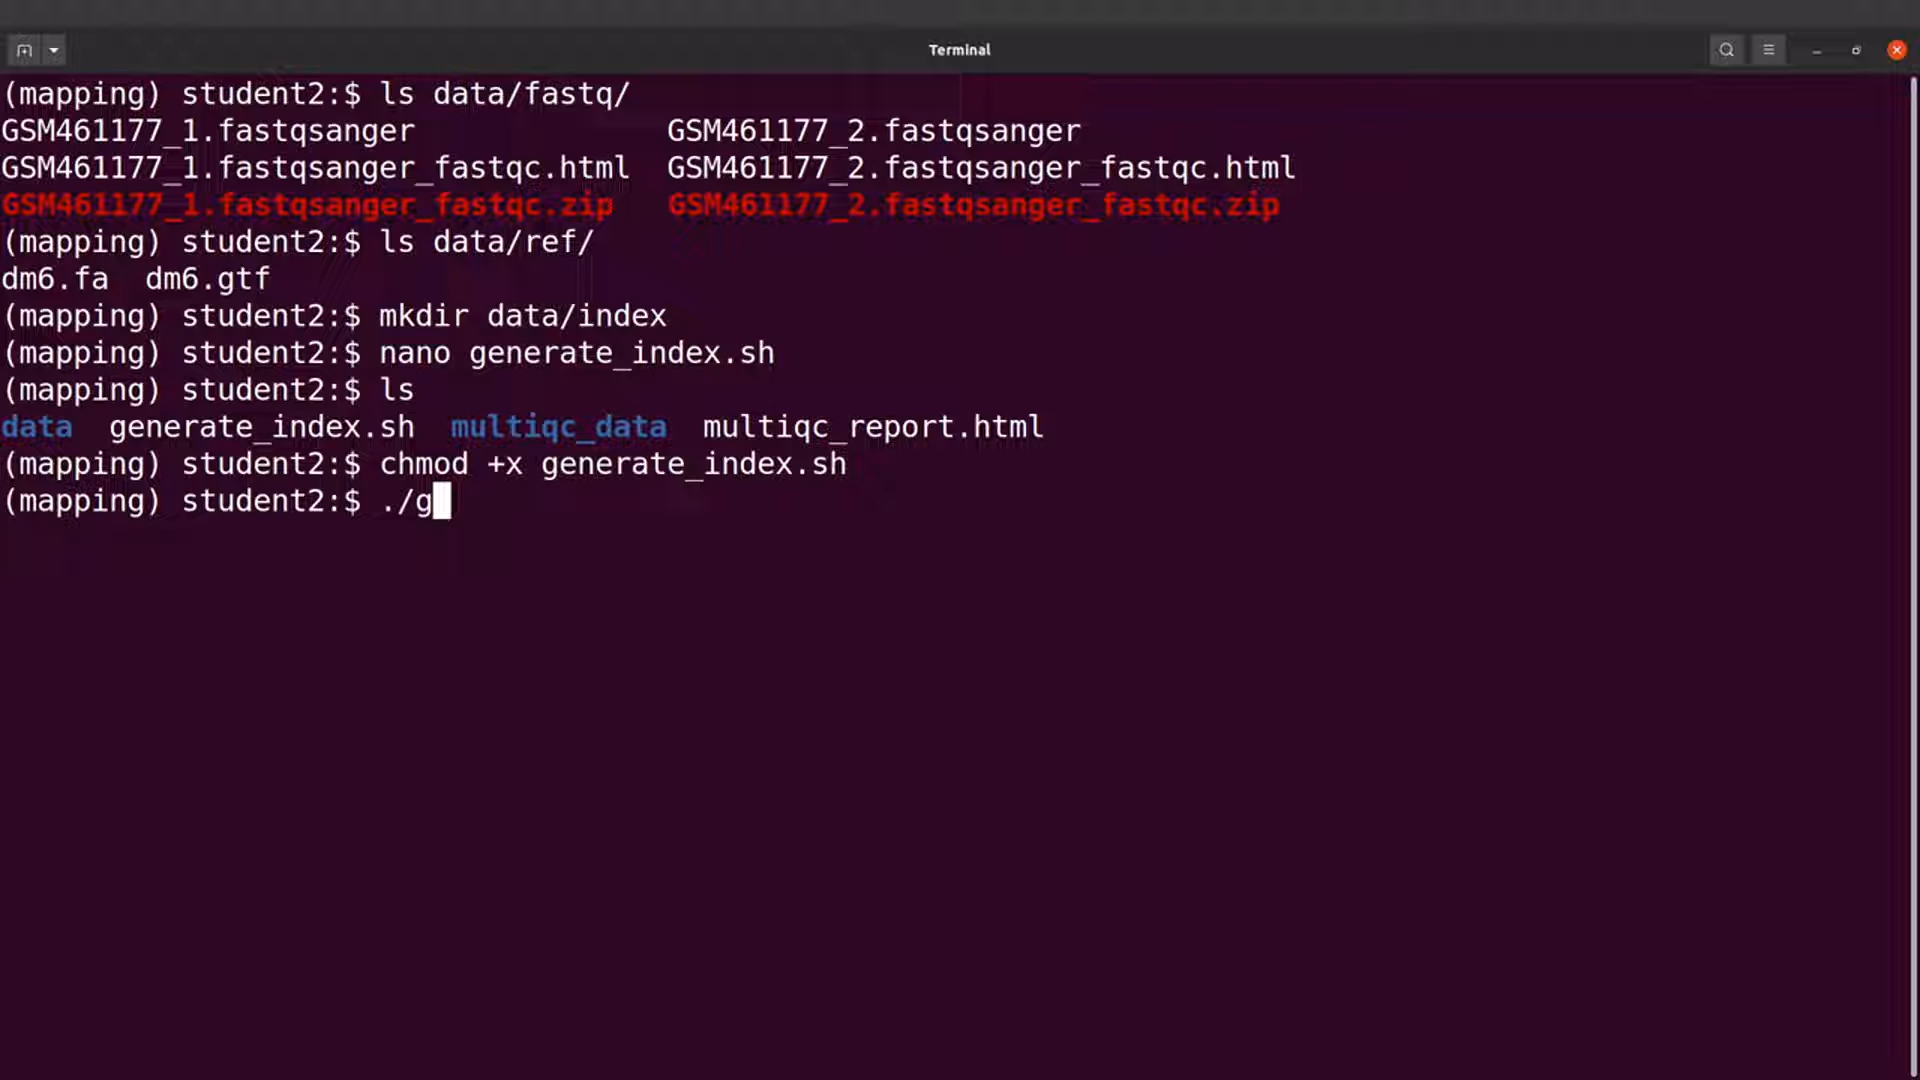 Terminal
(mapping) student2:$ ls data/fastq/
GSM461177_1.fastqsanger GSM461177_2.fastqsanger
GSM461177_1.fastqsanger_fastqc.html GSM461177_2.fastqsanger_fastqc.html
GSM461177_1.fastqsanger_fastqc.zip GSM461177_2.fastqsanger_fastqc.zip
(mapping) student2:$ ls data/ref/
dm6.fa dm6.gtf
(mapping) student2:$ mkdir data/index
(mapping) student2:$ nano generate_index.sh
(mapping) student2:$ ls
data generate_index.sh multiqc_data multiqc_report.html
(mapping) student2:$ chmod +x generate_index.sh
(mapping) student2:$ ./g